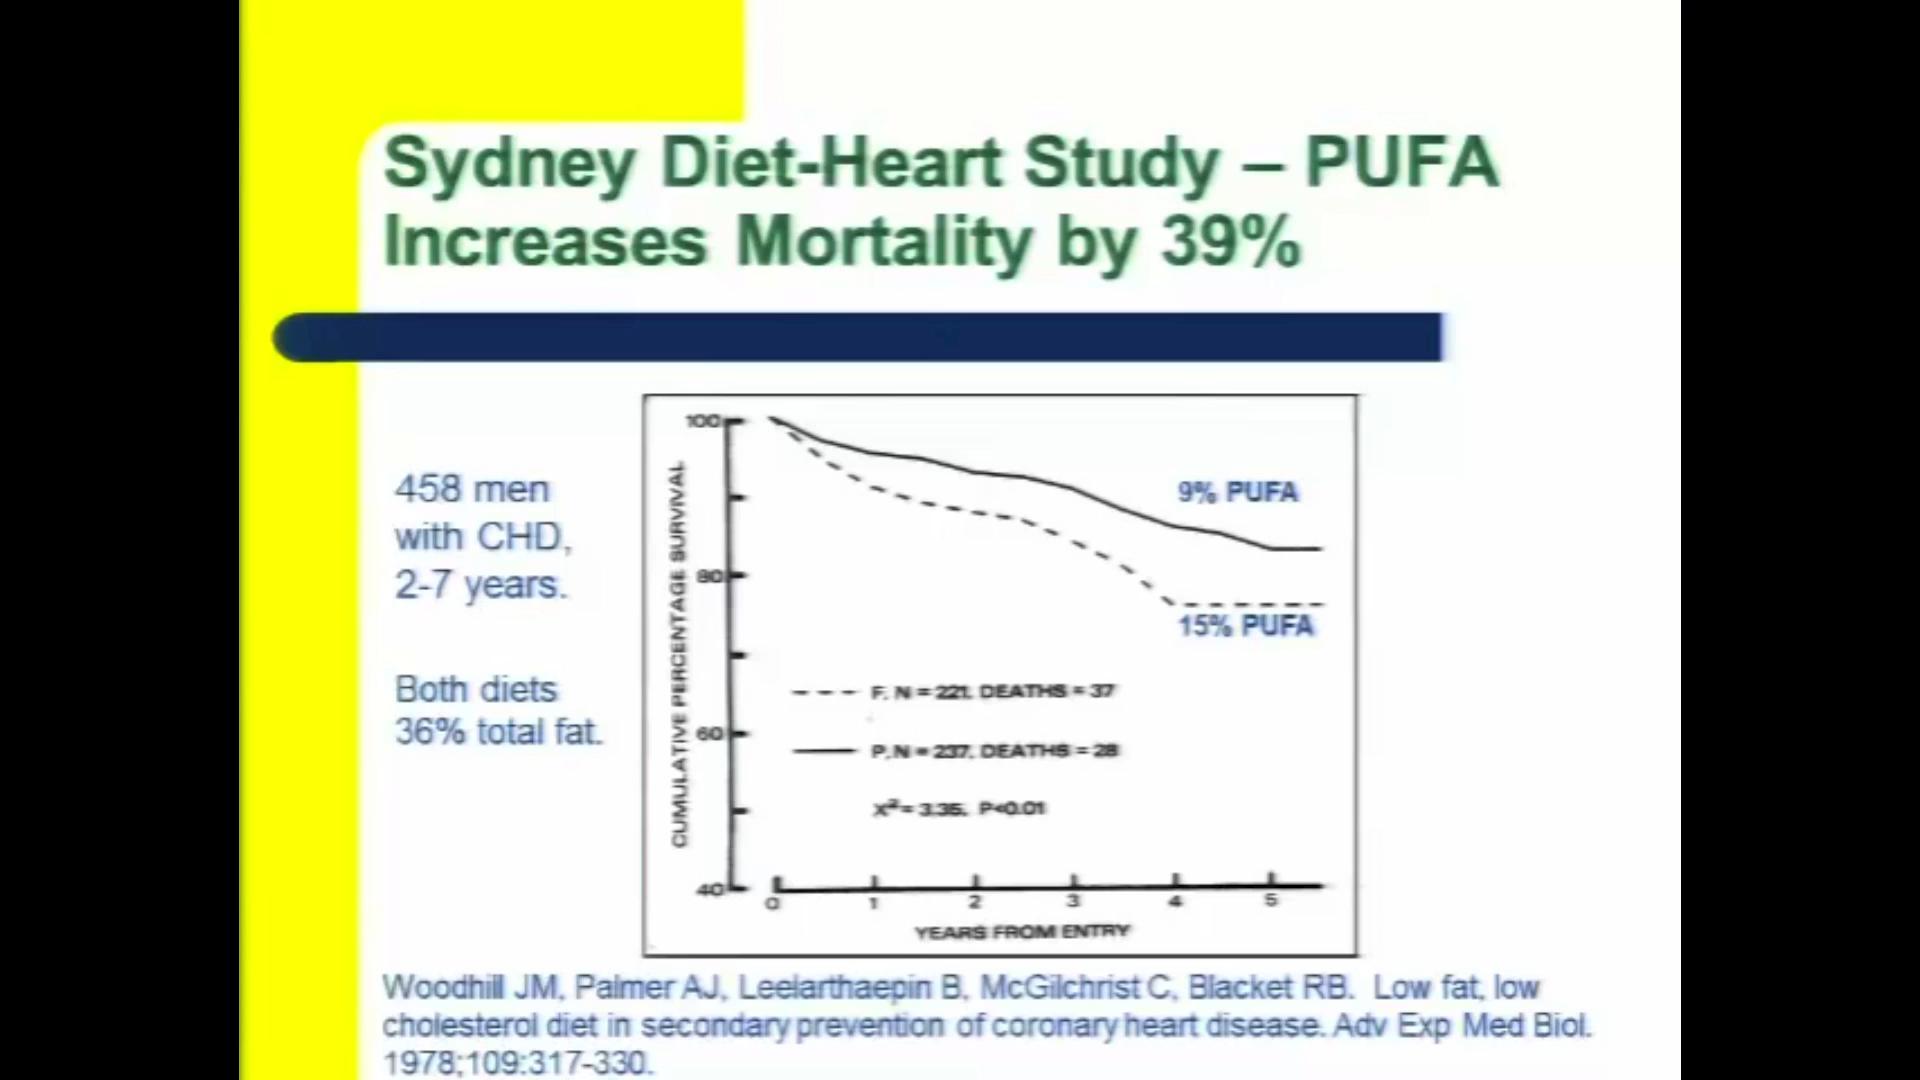 Sydney Diet-Heart Study – PUFA
Increases Mortality by 39%
458 men
with CHD,
2-7 years.
Both diets
36% total fat.
CUMULATIVE PERCENTAGE SURVIVAL
100
80
60
40
9% PUFA
15% PUFA
F, N = 221, DEATHS = 37
P, N = 237, DEATHS = 28
X²= 3.35, P<0.01
0 1 2 3 4 5
YEARS FROM ENTRY
Woodhill JM, Palmer AJ, Leelarthaepin B, McGilchrist C, Blacket RB. Low fat, low
cholesterol diet in secondary prevention of coronary heart disease. Adv Exp Med Biol.
1978;109:317-330.